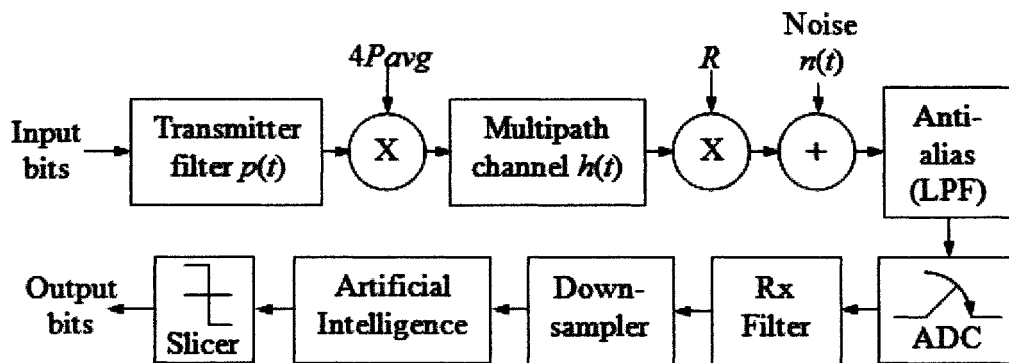 Input
bits
Transmitter
filter p(t)
4Pavg
X
Multipath
channel h(t)
R
X
Noise
n(t)
+
Anti-
alias
(LPF)
Output
bits
Slicer
Artificial
Intelligence
Down-
sampler
Rx
Filter
ADC